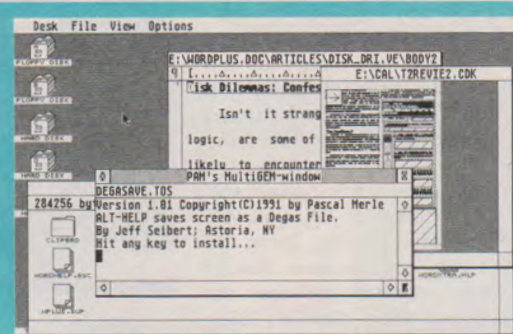 Desk File View Options
FLOPPY DISK
FLOPPY DISK
HARD DISK
HARD DISK
E:\WORDPLUS.DOC\ARTICLES\DISK_DRI.VE\BODY2
E:\CAL\T2REVIE2.CDK
Disk Dilemmas: Confes
Isn't it strang
logic, are some of
likely to encounter
PAM's MultiGEM-window
DEGASAVE.TOS
284256 by
Version 1.01 Copyright(C)1991 by Pascal Merle
ALT-HELP saves screen as a Degas File.
By Jeff Seibert; Astoria, NY
Hit any key to install...
CLIPBRD